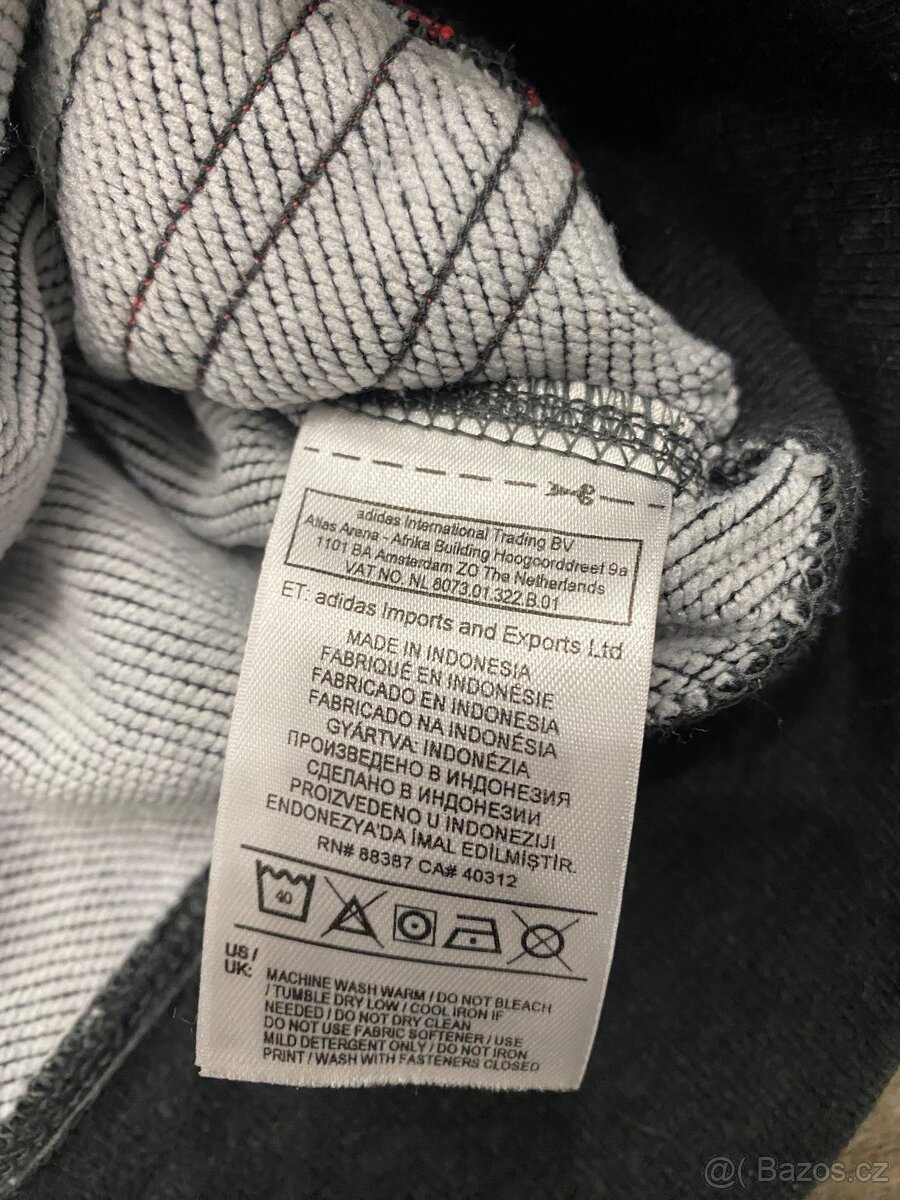 adidas International Trading BV
Atlas Arena - Afrika Building Hoogoorddreef 9a
1101 BA Amsterdam ZO The Netherlands
VAT NO. NL 8073.01.322.B.01
ET: adidas Imports and Exports Ltd
MADE IN INDONESIA
FABRIQUÉ EN INDONÉSIE
FABRICADO EN INDONESIA
FABRICADO NA INDONÉSIA
GYÁRTVA: INDONÉZIA
ПРОИЗВЕДЕНО В ИНДОНЕЗИЯ
СДЕЛАНО В ИНДОНЕЗИИ
PROIZVEDENO U INDONEZIJI
ENDONEZYA'DA İMAL EDİLMİŞTİR.
RN# 88387 CA# 40312
40
US /
UK: MACHINE WASH WARM / DO NOT BLEACH
/ TUMBLE DRY LOW / COOL IRON IF
NEEDED / DO NOT DRY CLEAN
DO NOT USE FABRIC SOFTENER / USE
MILD DETERGENT ONLY / DO NOT IRON
PRINT / WASH WITH FASTENERS CLOSED
@( Bazos.cz